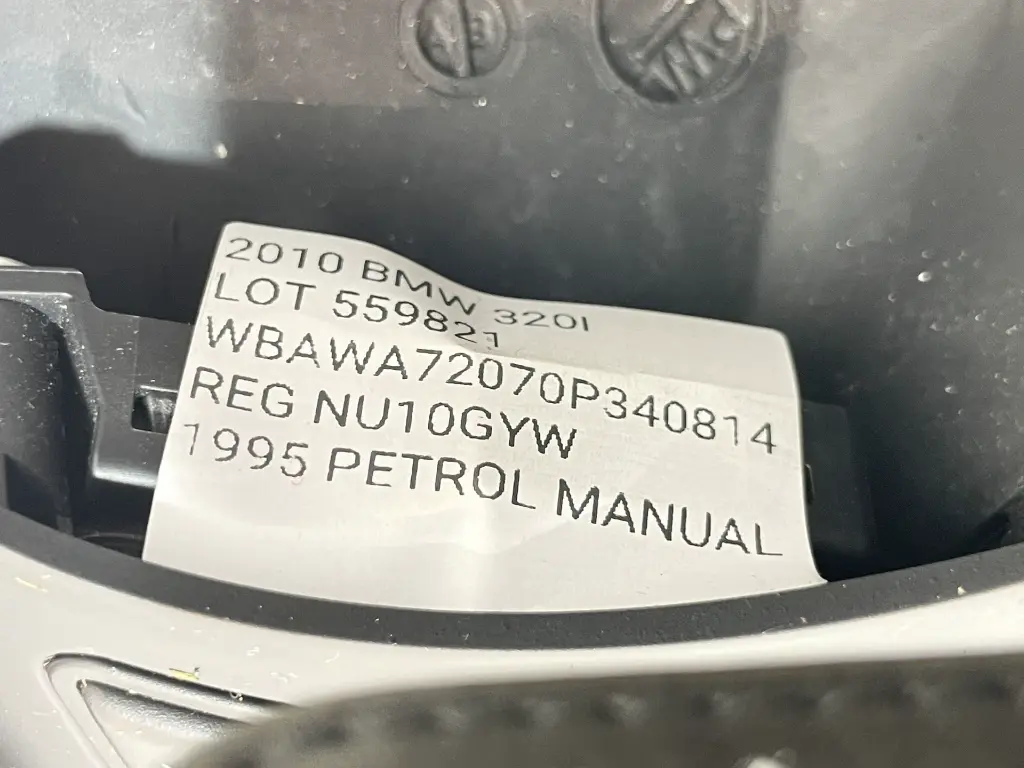 2010 BMW 320I
LOT 559821
WBAWA72070P340814
REG NU10GYW
1995 PETROL MANUAL